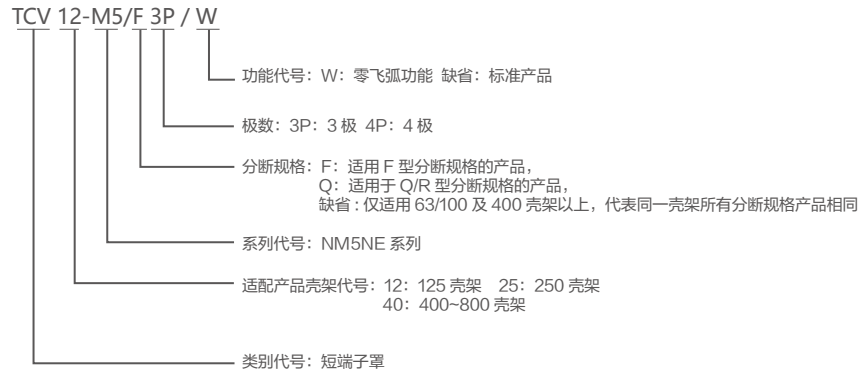 TCV 12-M5/F 3P / W
功能代号：W：零飞弧功能 缺省：标准产品
极数：3P：3 极 4P：4 极
分断规格：F：适用 F 型分断规格的产品，
Q：适用于 Q/R 型分断规格的产品，
缺省 : 仅适用 63/100 及 400 壳架以上，代表同一壳架所有分断规格产品相同
系列代号：NM5NE 系列
适配产品壳架代号：12：125 壳架 25：250 壳架
40：400~800 壳架
类别代号：短端子罩